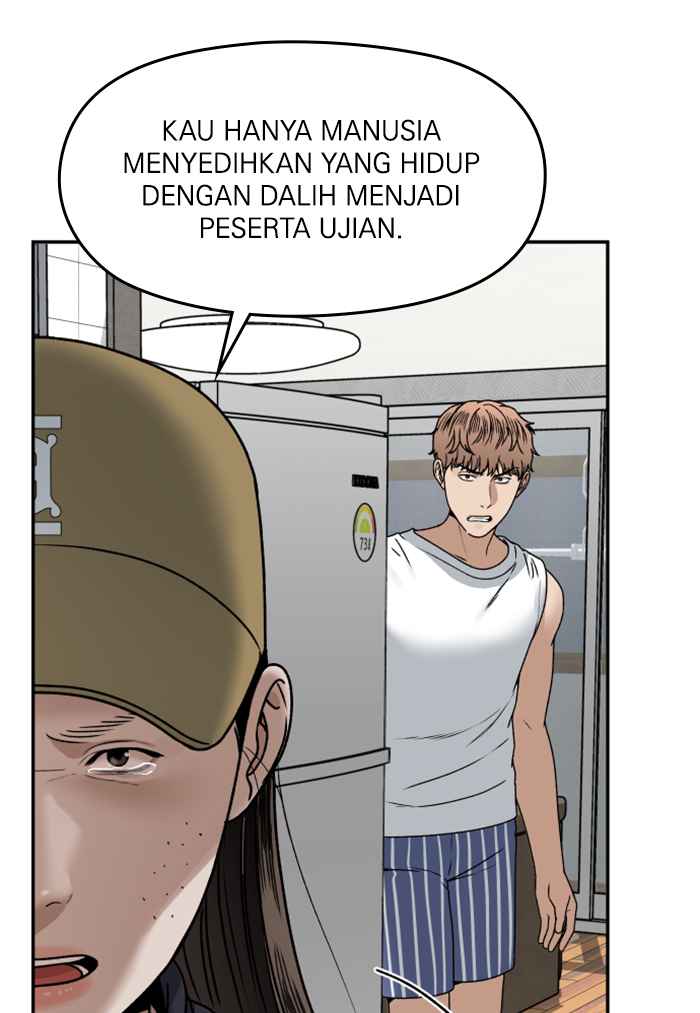 KAU HANYA MANUSIA
MENYEDIHKAN YANG HIDUP
DENGAN DALIH MENJADI
PESERTA UJIAN.